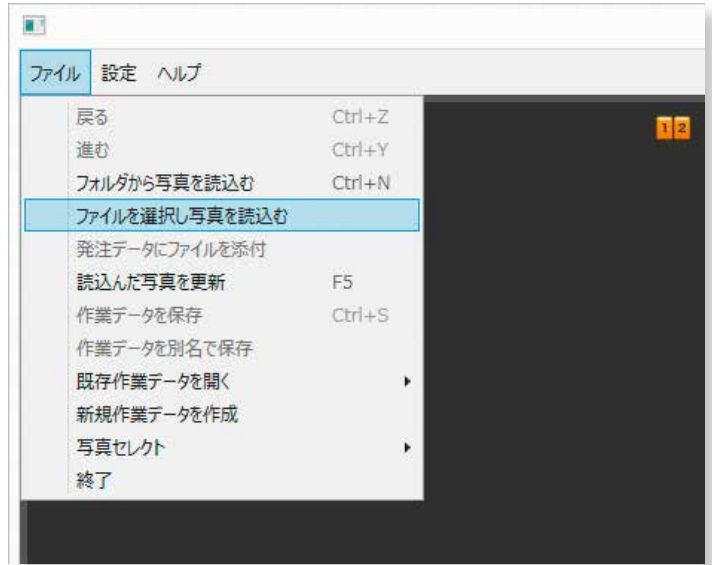 ファイル 設定 ヘルプ
戻る Ctrl+Z
進む Ctrl+Y
フォルダから写真を読込む Ctrl+N
ファイルを選択し写真を読込む
発注データにファイルを添付
読込んだ写真を更新 F5
作業データを保存 Ctrl+S
作業データを別名で保存
既存作業データを開く
新規作業データを作成
写真セレクト
終了
1 2